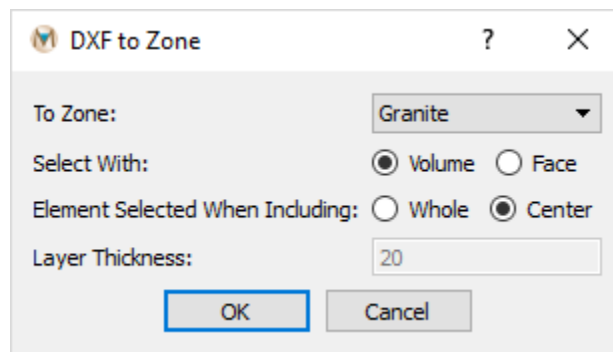 DXF to Zone ?
To Zone: Granite
Select With: Volume Face
Element Selected When Including: Whole Center
Layer Thickness: 20
OK Cancel